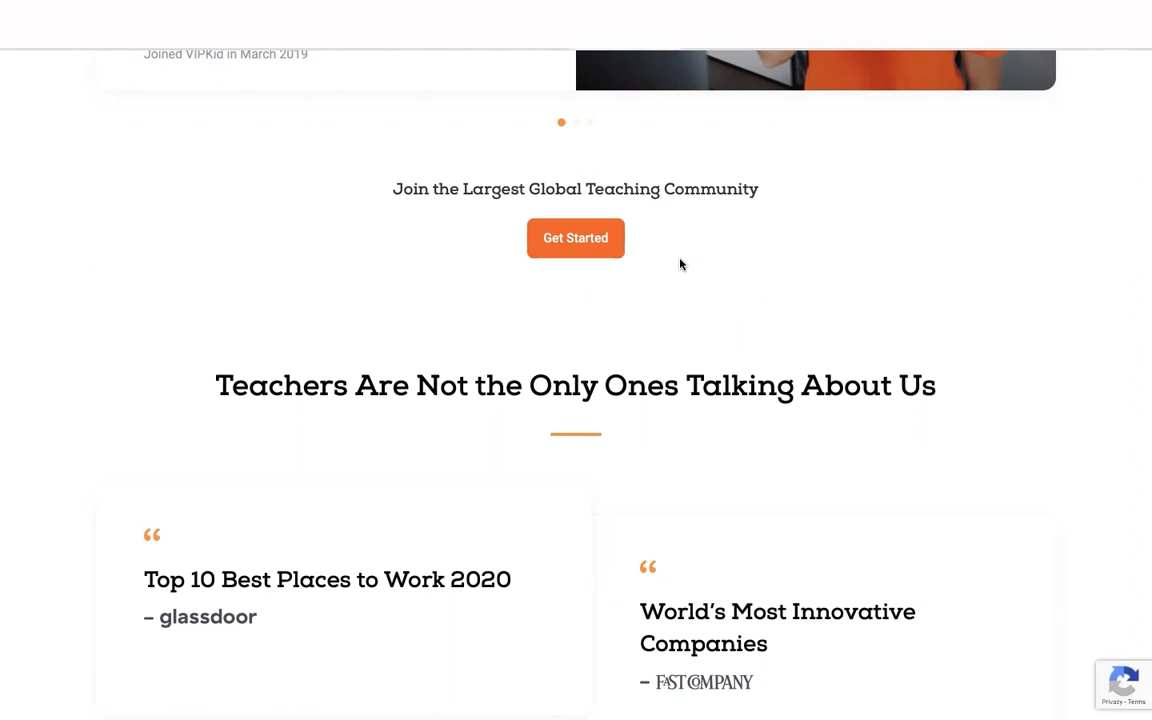 Joined VIPKid in March 2019
Join the Largest Global Teaching Community
Get Started
Teachers Are Not the Only Ones Talking About Us
“
Top 10 Best Places to Work 2020
– glassdoor
“
World’s Most Innovative
Companies
– FAST COMPANY
Privacy - Terms